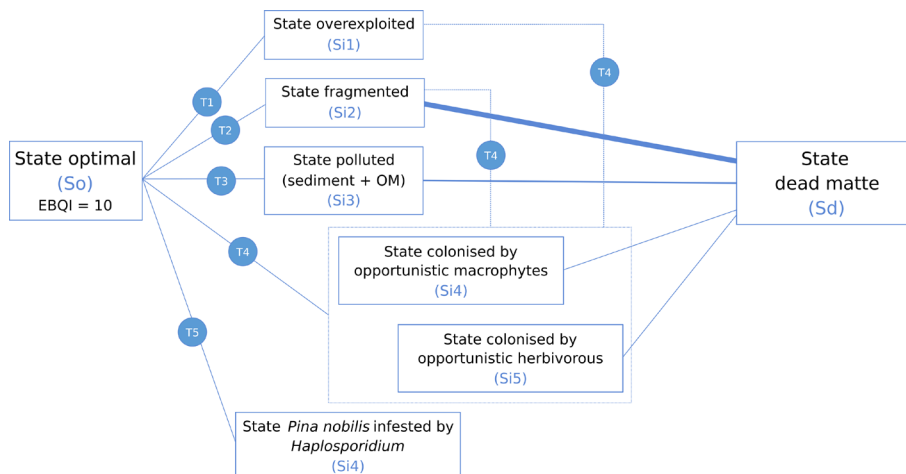 State overexploited
(Si1)
T4
T1
State fragmented
(Si2)
T2
T4
State optimal
(So)
EBQI = 10
T3
State polluted
(sediment + OM)
(Si3)
State
dead matte
(Sd)
T4
State colonised by
opportunistic macrophytes
(Si4)
T5
State colonised by
opportunistic herbivorous
(Si5)
State Pina nobilis infested by
Haplosporidium
(Si4)